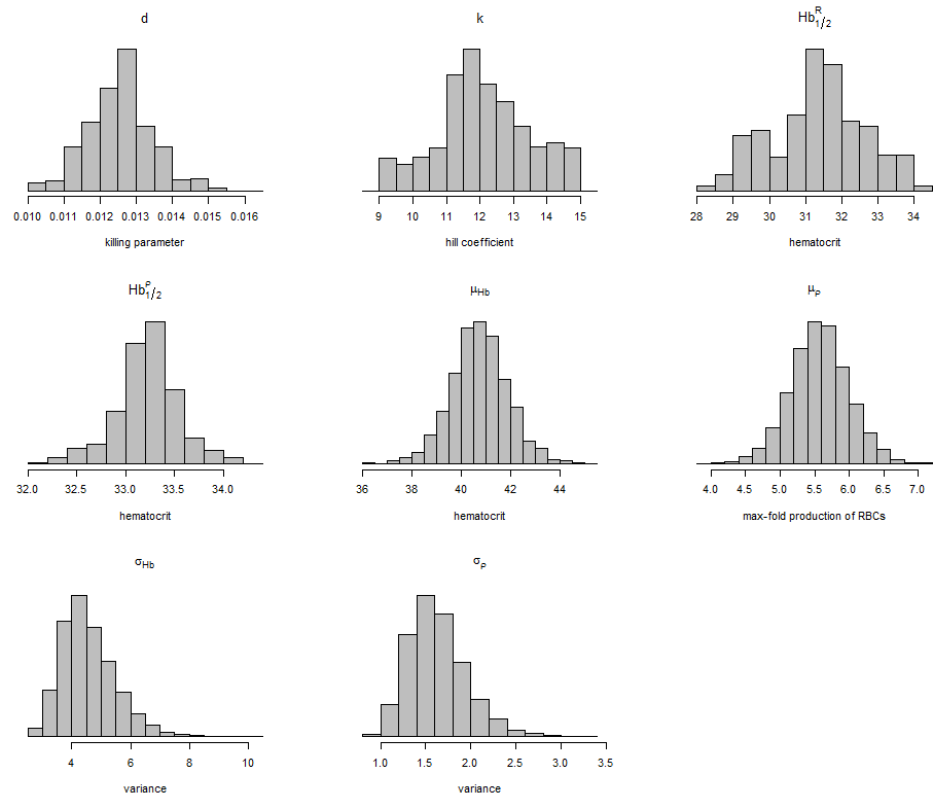 d
k
Hb^R_1/2
0.010 0.011 0.012 0.013 0.014 0.015 0.016
killing parameter
9 10 11 12 13 14 15
hill coefficient
28 29 30 31 32 33 34
hematocrit
Hb^ρ_1/2
μ_Hb
μ_ρ
32.0 32.5 33.0 33.5 34.0
hematocrit
36 38 40 42 44
hematocrit
4.0 4.5 5.0 5.5 6.0 6.5 7.0
max-fold production of RBCs
σ_Hb
σ_ρ
4 6 8 10
variance
1.0 1.5 2.0 2.5 3.0 3.5
variance